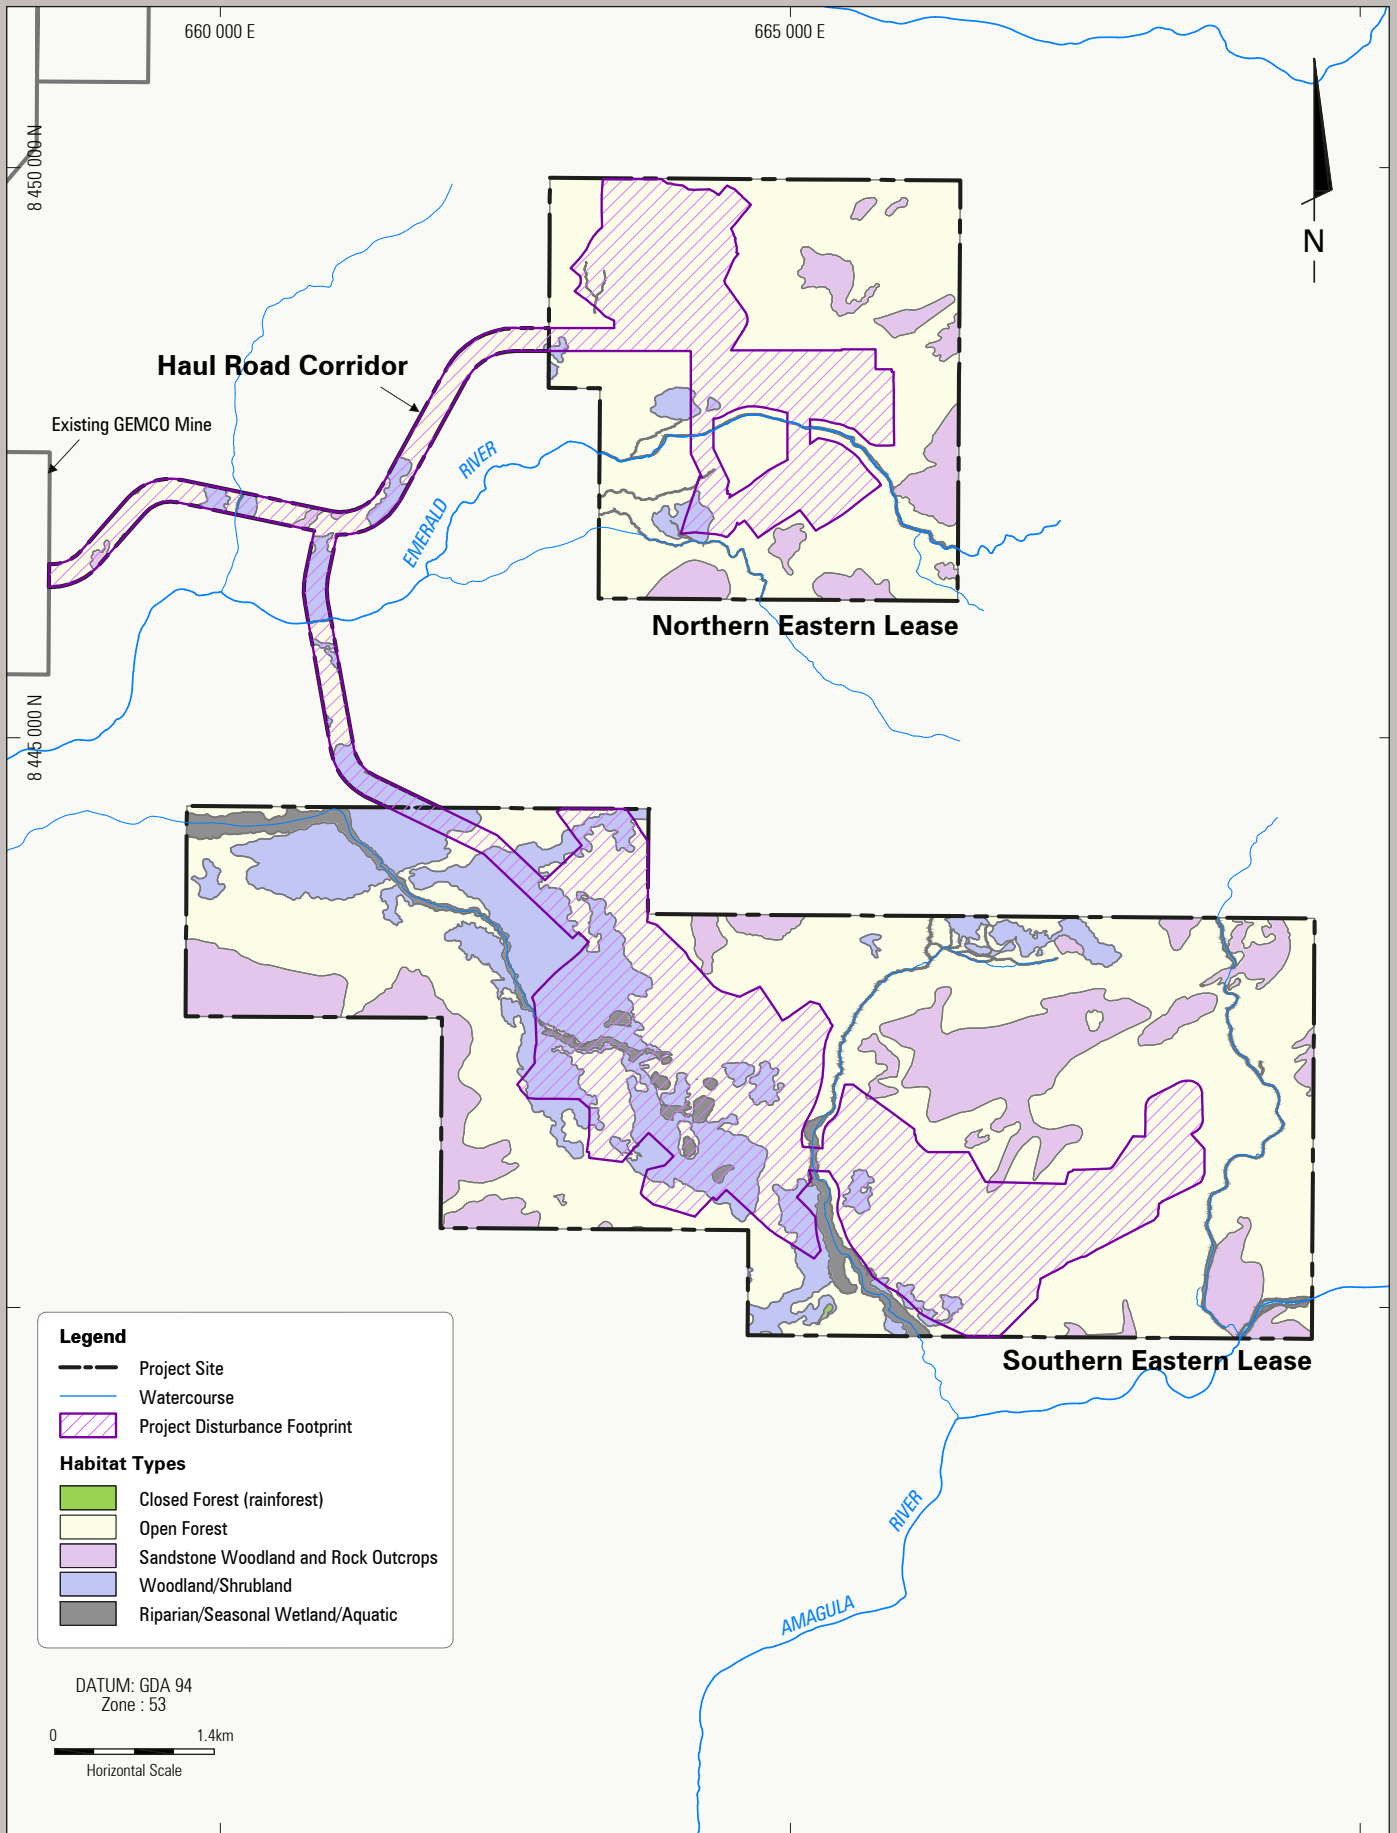 660 000 E
665 000 E
8 450 000 N
N
Haul Road Corridor
Existing GEMCO Mine
EMERALD
RIVER
Northern Eastern Lease
8 445 000 N
Southern Eastern Lease
Legend
Project Site
Watercourse
Project Disturbance Footprint
Habitat Types
Closed Forest (rainforest)
Open Forest
Sandstone Woodland and Rock Outcrops
Woodland/Shrubland
Riparian/Seasonal Wetland/Aquatic
AMAGULA
RIVER
DATUM: GDA 94
Zone : 53
0
1.4km
Horizontal Scale